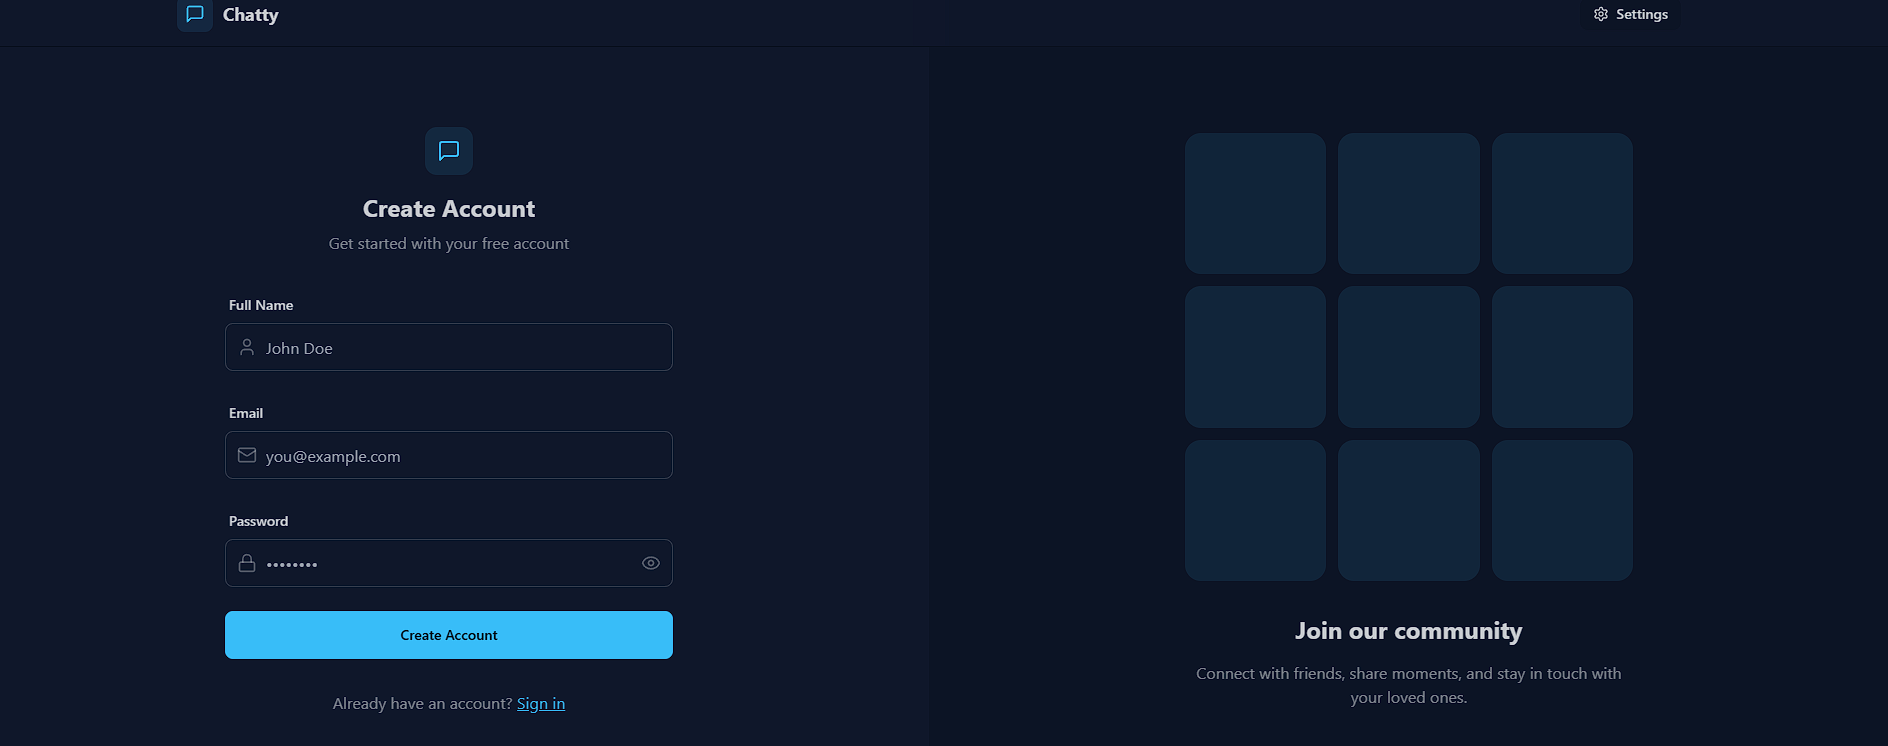 Chatty
Settings
Create Account
Get started with your free account
Full Name
John Doe
Email
you@example.com
Password
••••••••
Create Account
Already have an account? Sign in
Join our community
Connect with friends, share moments, and stay in touch with
your loved ones.